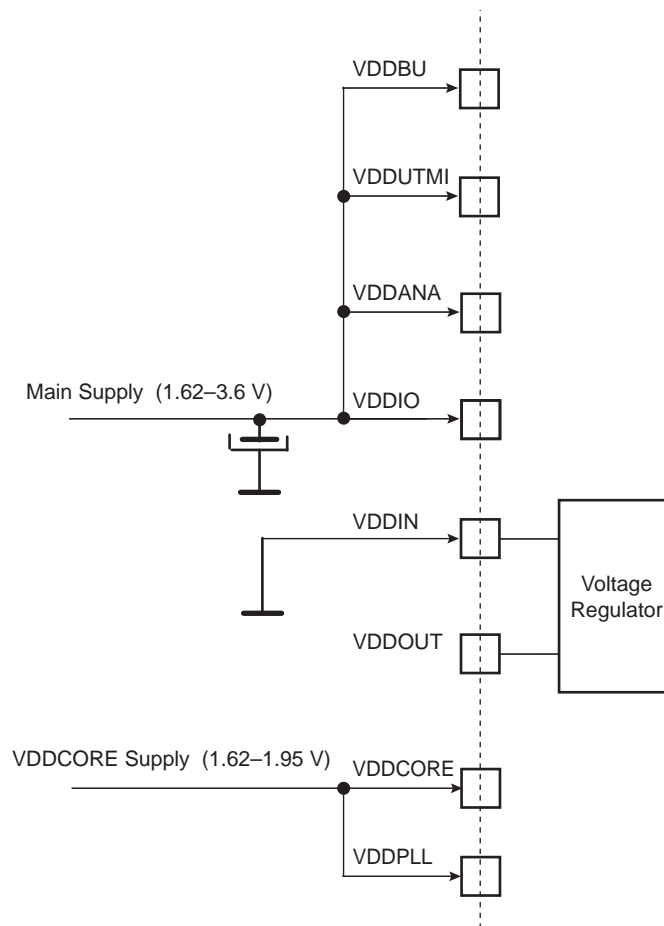 VDDBU
VDDUTMI
VDDANA
Main Supply (1.62–3.6 V)
VDDIO
VDDIN
Voltage
Regulator
VDDOUT
VDDCORE Supply (1.62–1.95 V)
VDDCORE
VDDPLL